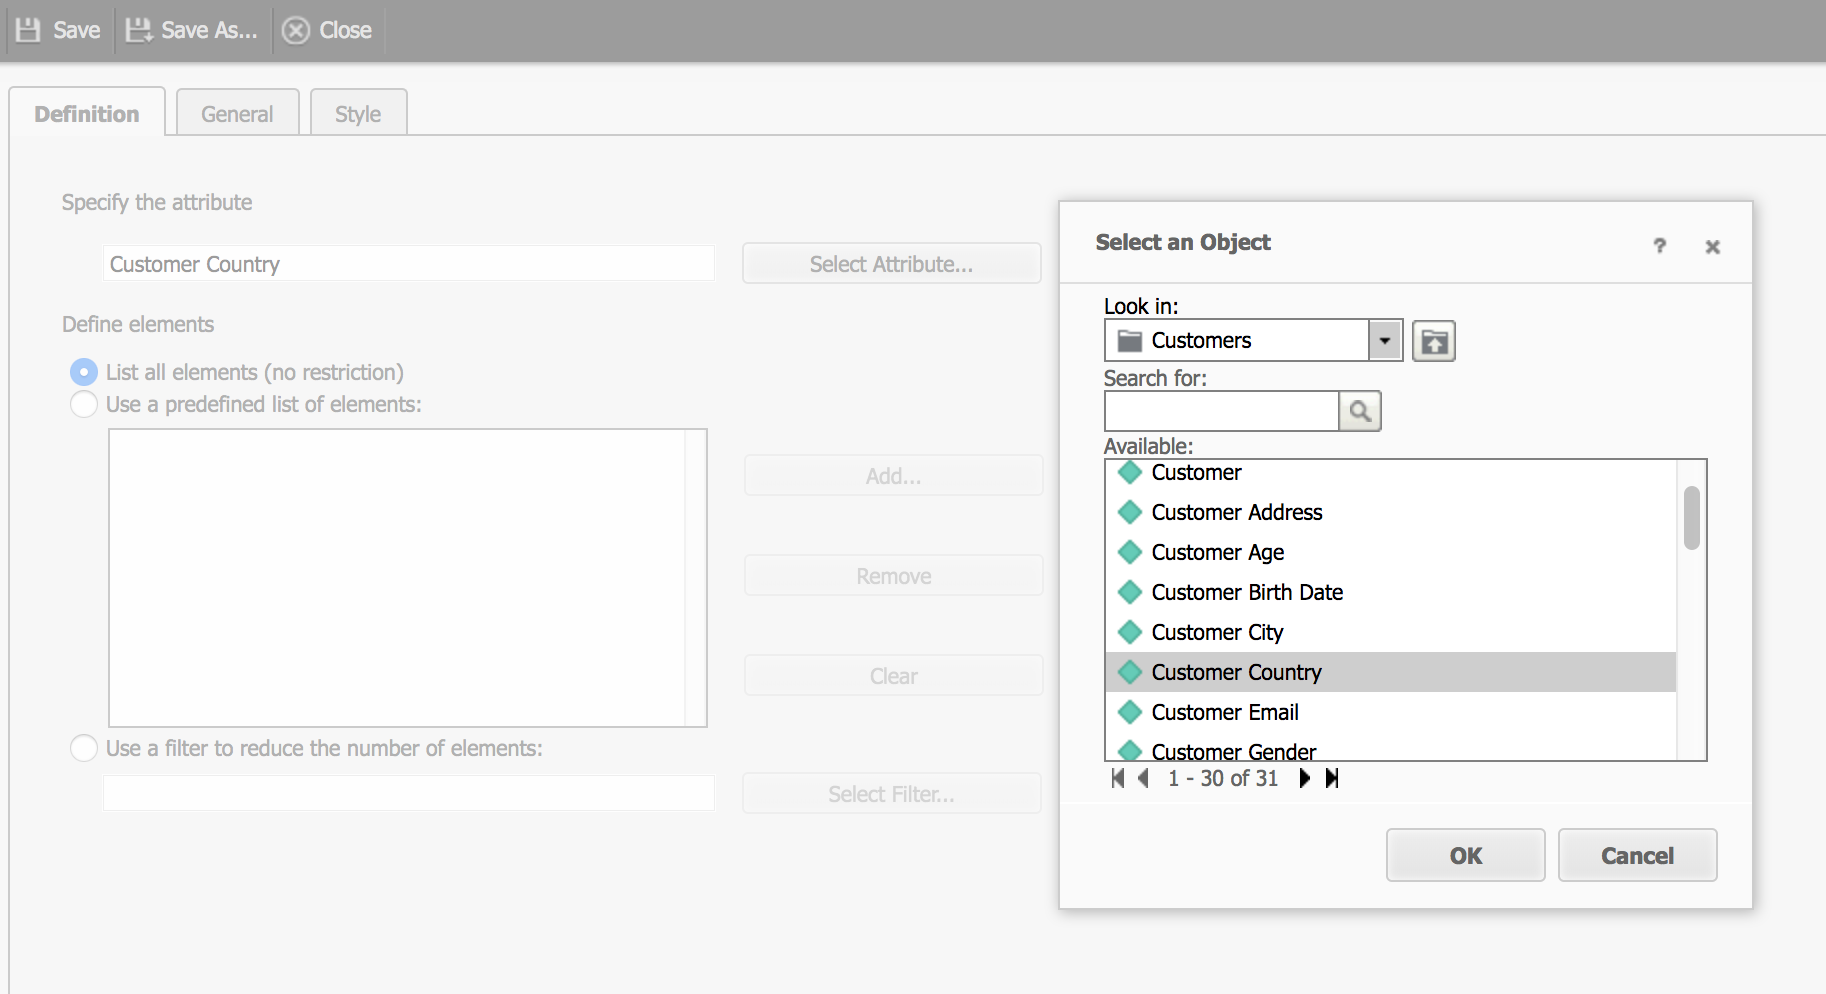 Save
Save As...
Close
Definition
General
Style
Specify the attribute
Customer Country
Select Attribute...
Define elements
List all elements (no restriction)
Use a predefined list of elements:
Add...
Remove
Clear
Use a filter to reduce the number of elements:
Select Filter...
Select an Object
?
Look in:
Customers
Search for:
Available:
Customer
Customer Address
Customer Age
Customer Birth Date
Customer City
Customer Country
Customer Email
Customer Gender
1 - 30 of 31
OK
Cancel